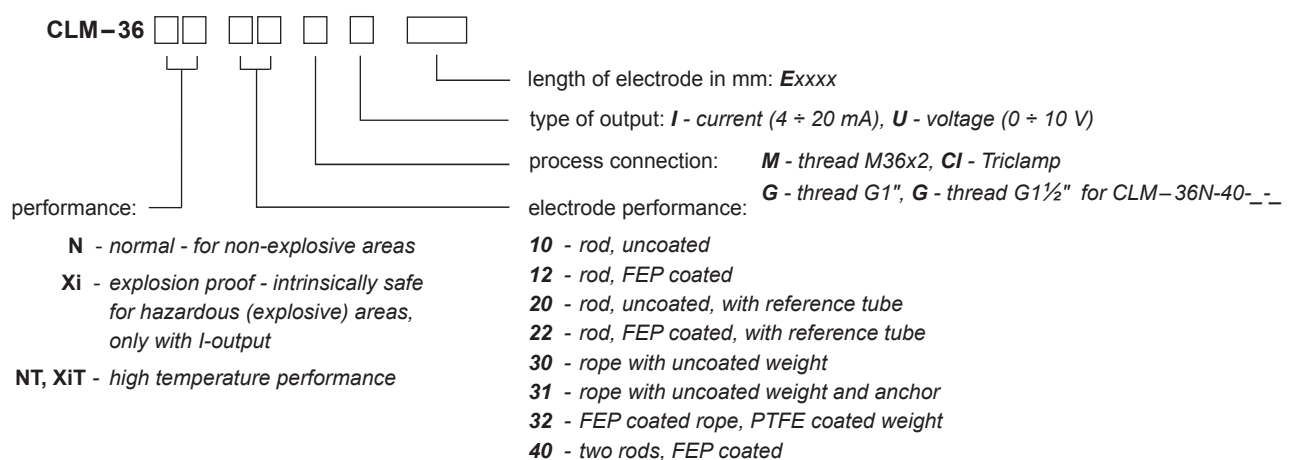 CLM–36
length of electrode in mm: Exxxx
type of output: I - current (4 ÷ 20 mA), U - voltage (0 ÷ 10 V)
process connection: M - thread M36x2, Cl - Triclamp
G - thread G1", G - thread G1½" for CLM–36N-40-_-_
performance:
N - normal - for non-explosive areas
Xi - explosion proof - intrinsically safe
for hazardous (explosive) areas,
only with I-output
NT, XiT - high temperature performance
electrode performance:
10 - rod, uncoated
12 - rod, FEP coated
20 - rod, uncoated, with reference tube
22 - rod, FEP coated, with reference tube
30 - rope with uncoated weight
31 - rope with uncoated weight and anchor
32 - FEP coated rope, PTFE coated weight
40 - two rods, FEP coated